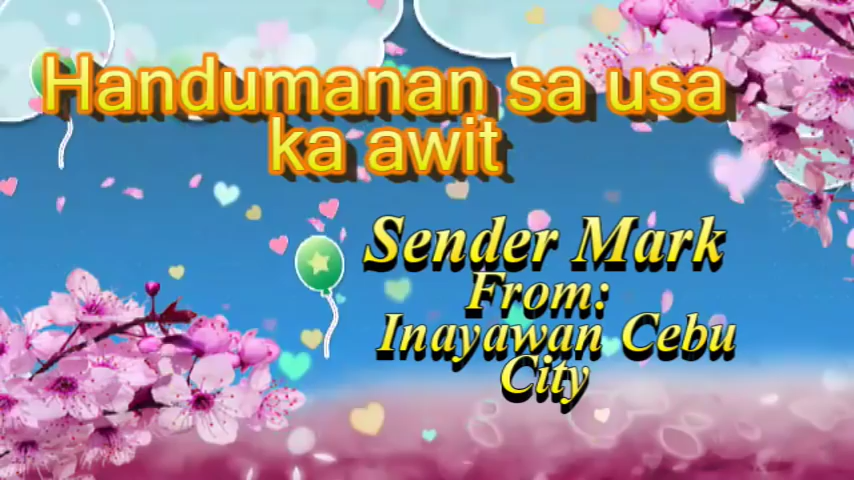 Handumanan sa usa
ka awit
Sender Mark
From:
Inayawan Cebu
City